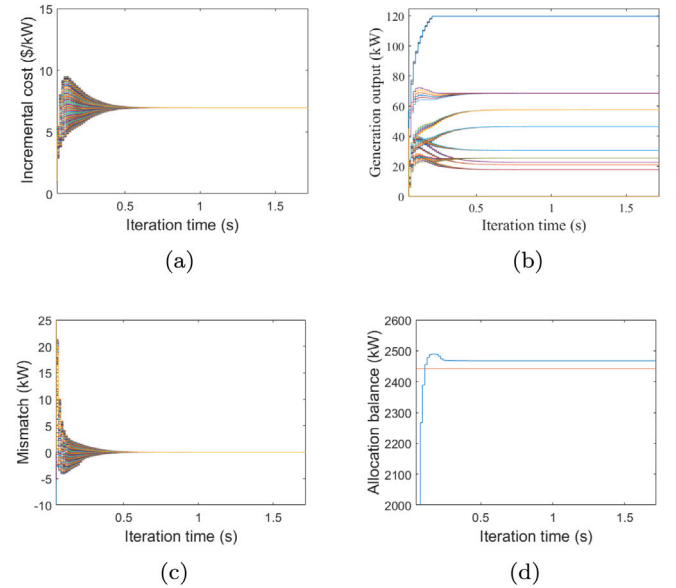 15
10
5
0
Incremental cost ($/kW)
0.5 1 1.5
Iteration time (s)
(a)
120
100
80
60
40
20
0
Generation output (kW)
0.5 1 1.5
Iteration time (s)
(b)
25
20
15
10
5
0
-5
-10
Mismatch (kW)
0.5 1 1.5
Iteration time (s)
(c)
2600
2500
2400
2300
2200
2100
2000
Allocation balance (kW)
0.5 1 1.5
Iteration time (s)
(d)